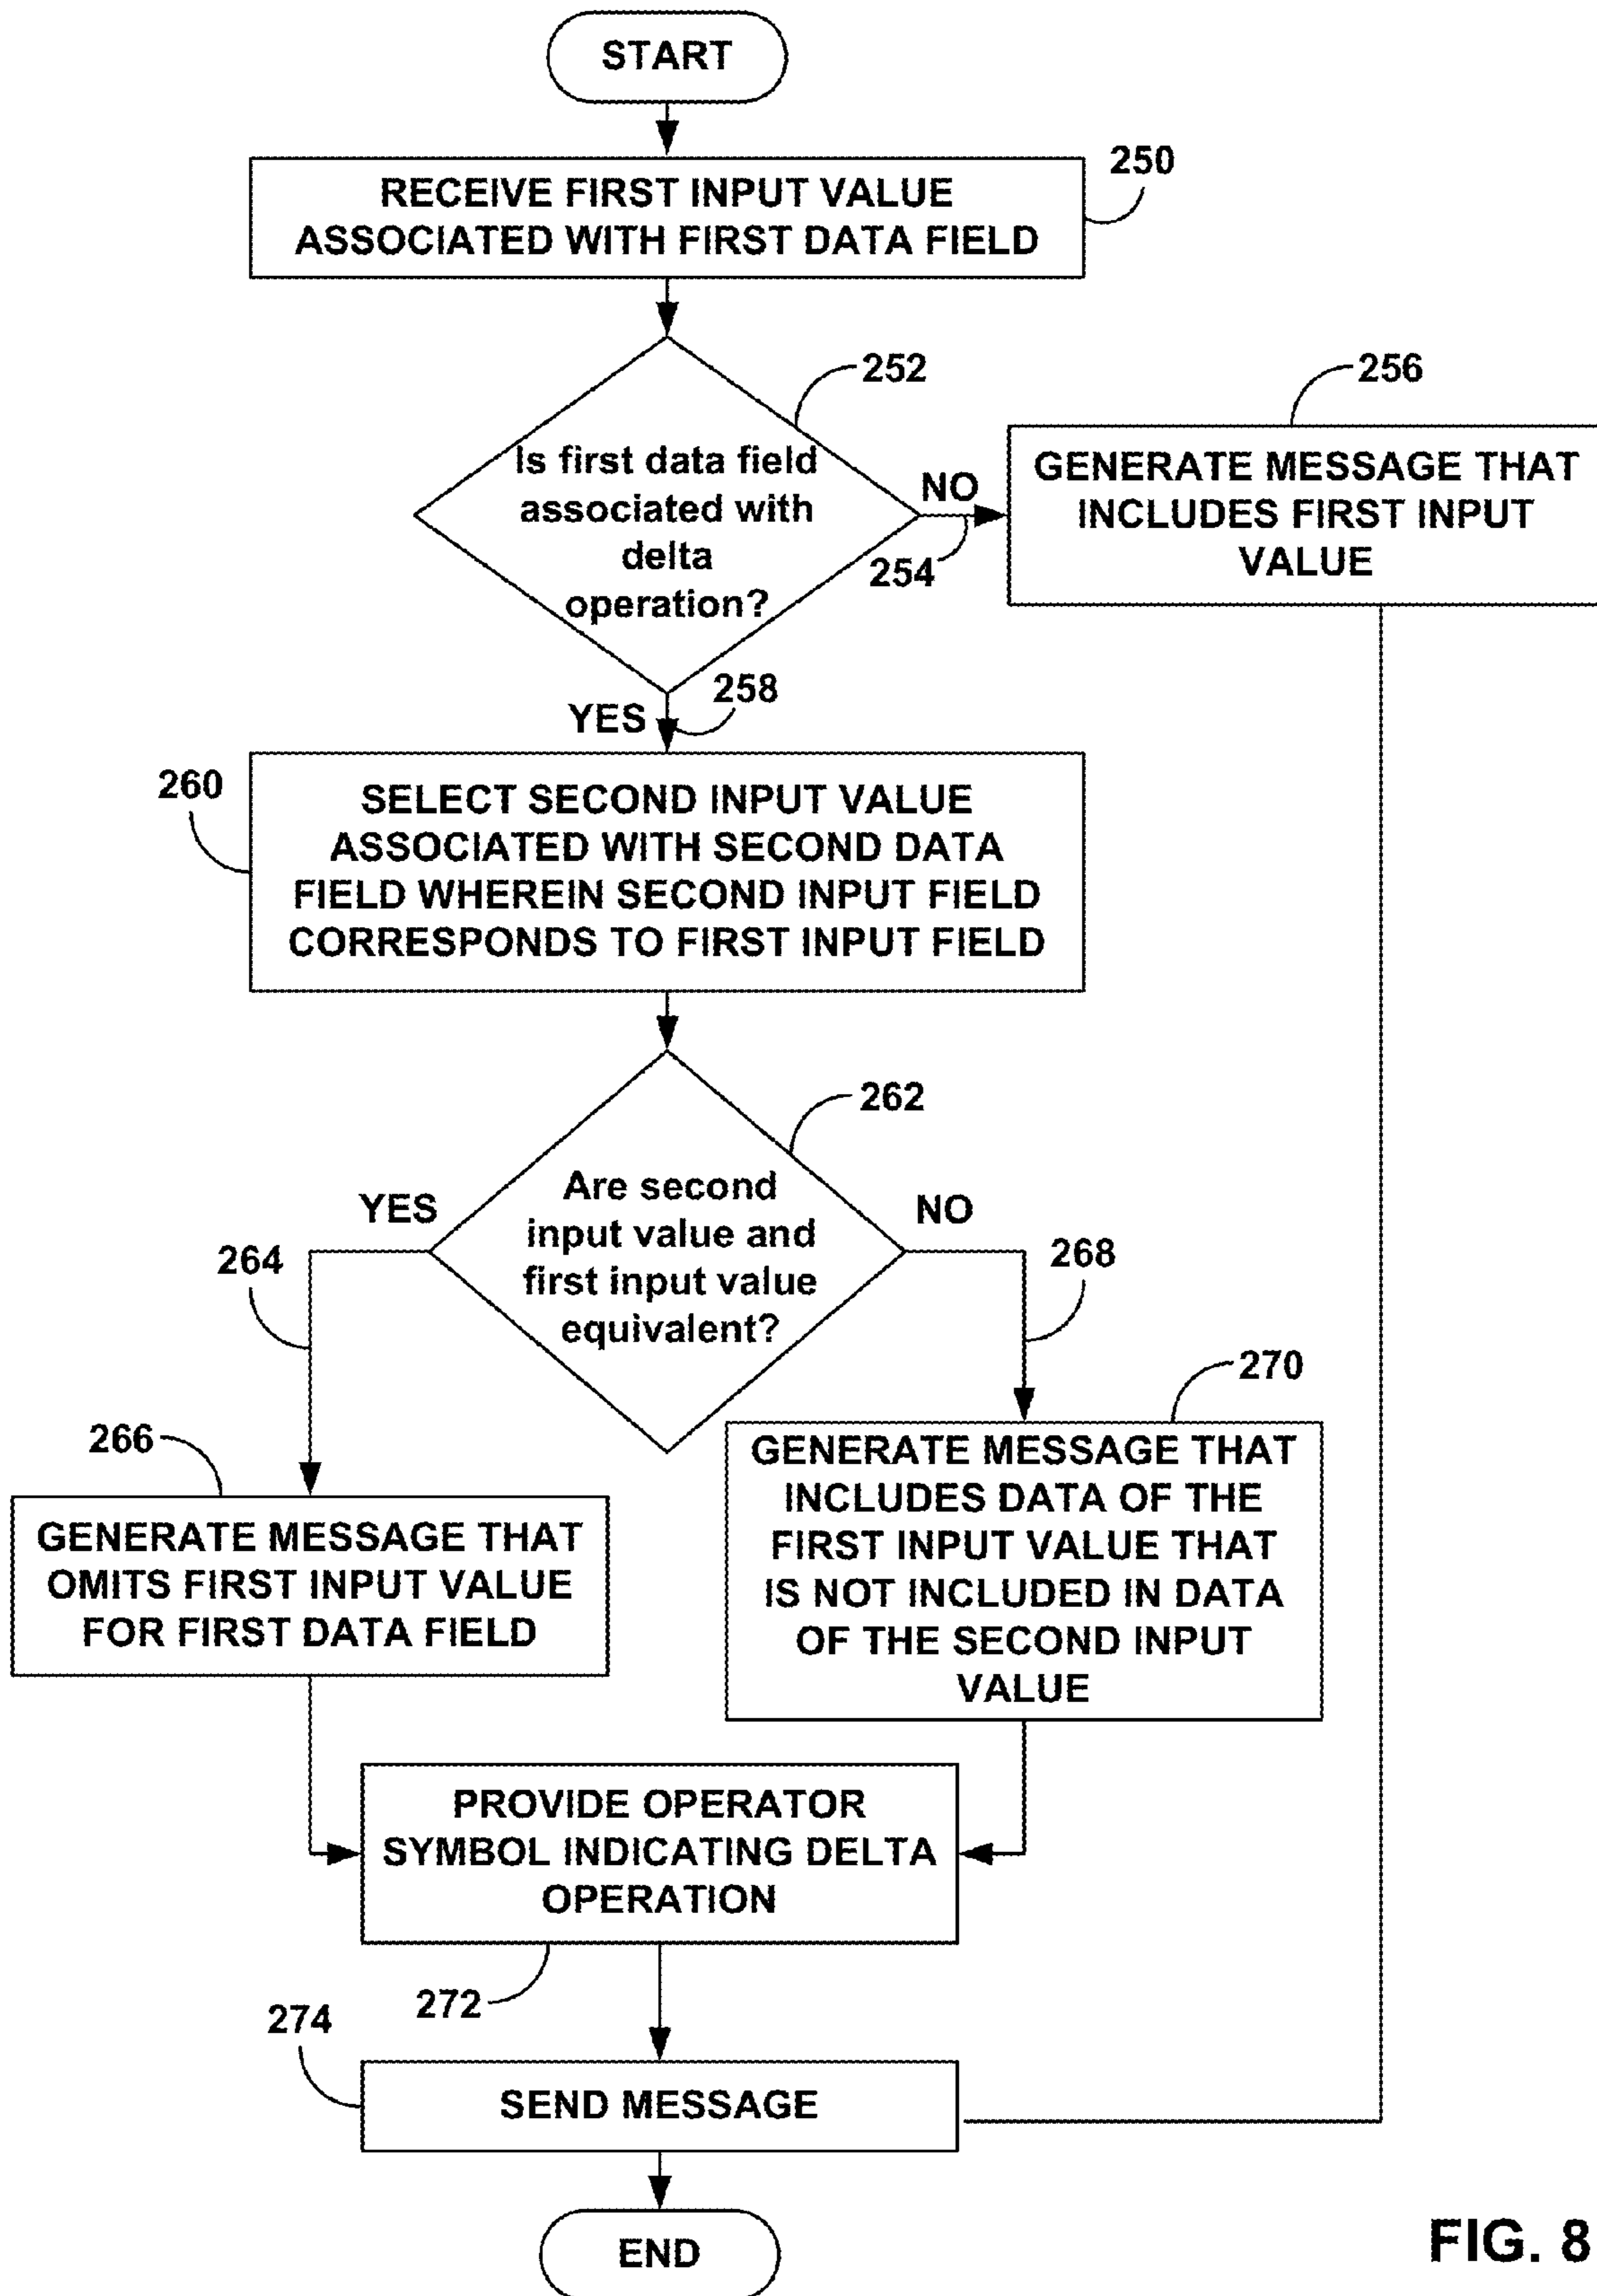 START
250
RECEIVE FIRST INPUT VALUE
ASSOCIATED WITH FIRST DATA FIELD
252
Is first data field
associated with
delta
operation?
NO
254
256
GENERATE MESSAGE THAT
INCLUDES FIRST INPUT
VALUE
YES
258
260
SELECT SECOND INPUT VALUE
ASSOCIATED WITH SECOND DATA
FIELD WHEREIN SECOND INPUT FIELD
CORRESPONDS TO FIRST INPUT FIELD
262
Are second
input value and
first input value
equivalent?
YES
264
NO
268
266
GENERATE MESSAGE THAT
OMITS FIRST INPUT VALUE
FOR FIRST DATA FIELD
270
GENERATE MESSAGE THAT
INCLUDES DATA OF THE
FIRST INPUT VALUE THAT
IS NOT INCLUDED IN DATA
OF THE SECOND INPUT
VALUE
PROVIDE OPERATOR
SYMBOL INDICATING DELTA
OPERATION
272
274
SEND MESSAGE
END
FIG. 8